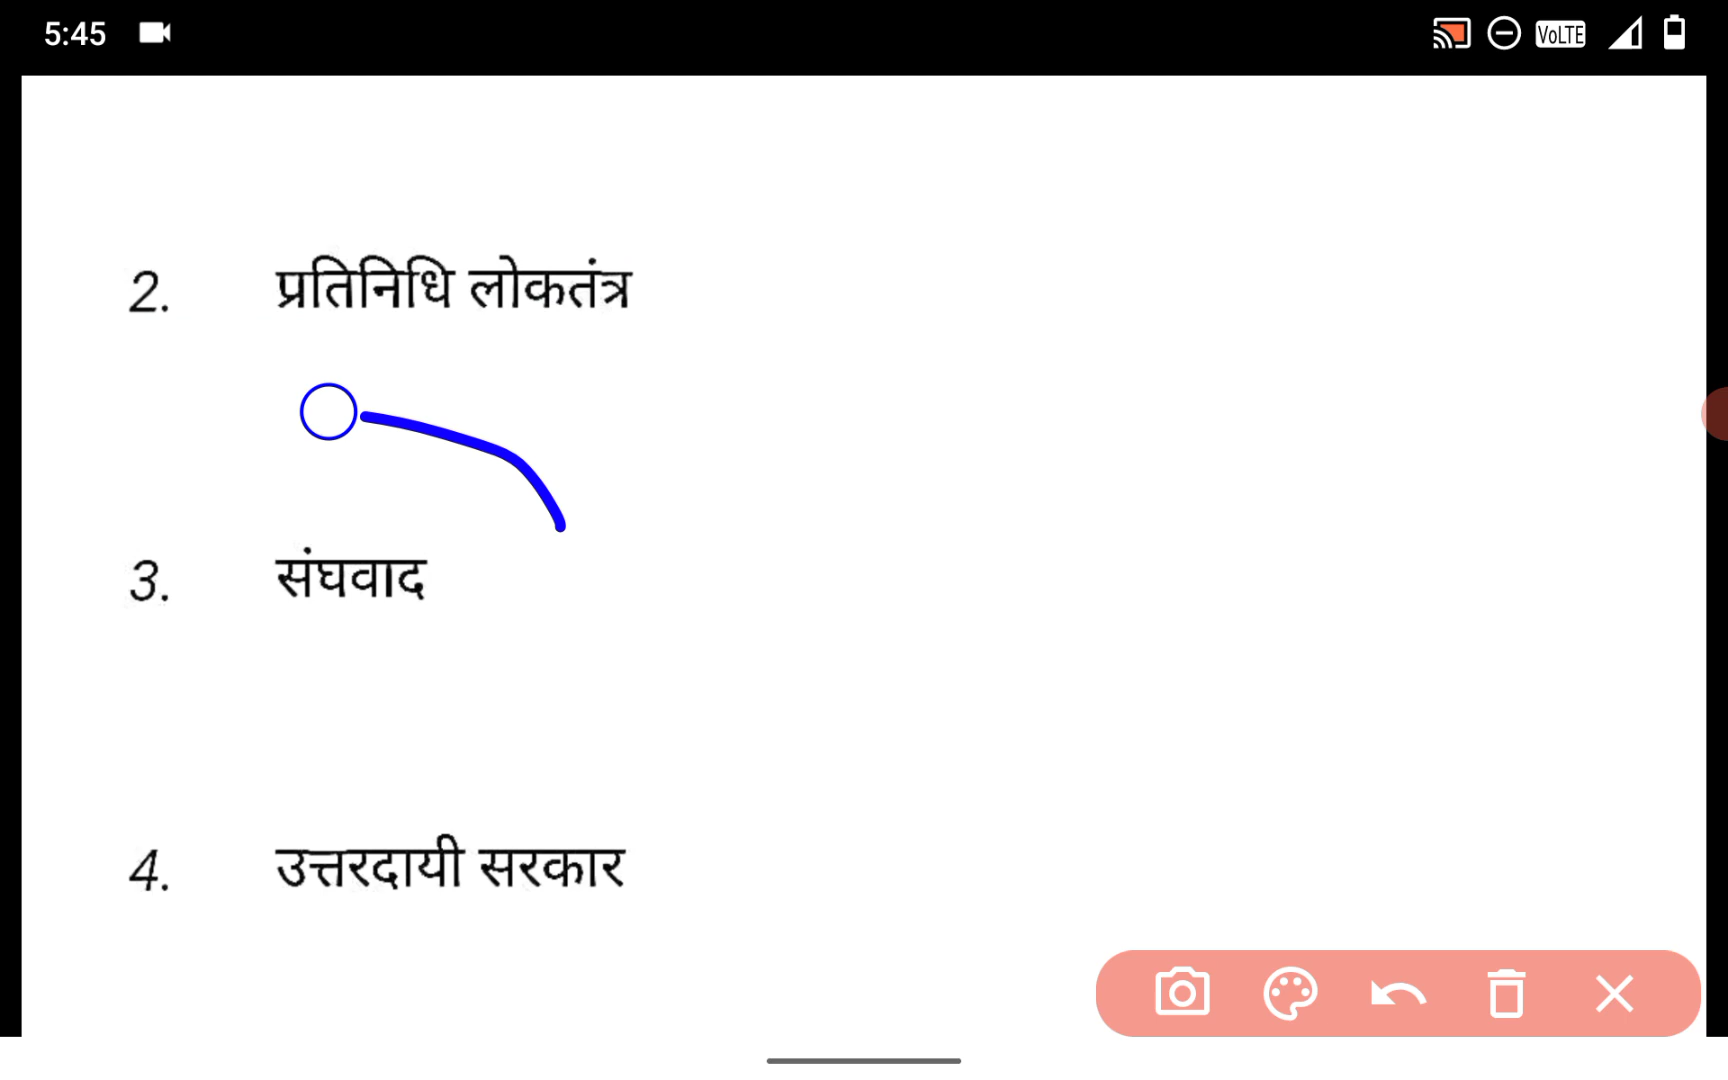 5:45 VoLTE
2. प्रतिनिधि लोकतंत्र
3. संघवाद
4. उत्तरदायी सरकार